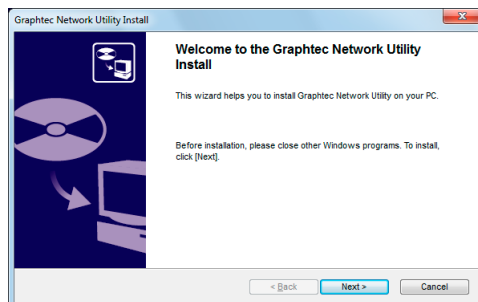 Graphtec Network Utility Install
Welcome to the Graphtec Network Utility
Install
This wizard helps you to install Graphtec Network Utility on your PC.
Before installation, please close other Windows programs. To install,
click [Next].
< Back Next > Cancel